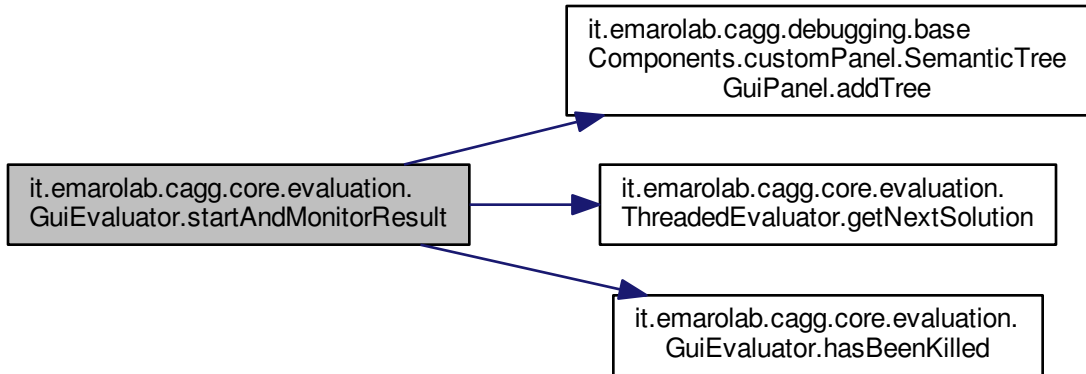 it.emarolab.cagg.debugging.base
Components.customPanel.SemanticTree
GuiPanel.addTree
it.emarolab.cagg.core.evaluation.
GuiEvaluator.startAndMonitorResult
it.emarolab.cagg.core.evaluation.
ThreadedEvaluator.getNextSolution
it.emarolab.cagg.core.evaluation.
GuiEvaluator.hasBeenKilled